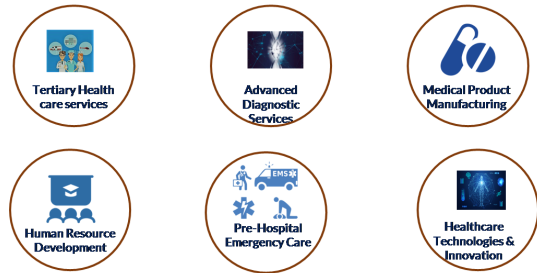 Tertiary Health
care services
Advanced
Diagnostic
Services
Medical Product
Manufacturing
Human Resource
Development
EMS
Pre-Hospital
Emergency Care
Healthcare
Technologies &
Innovation